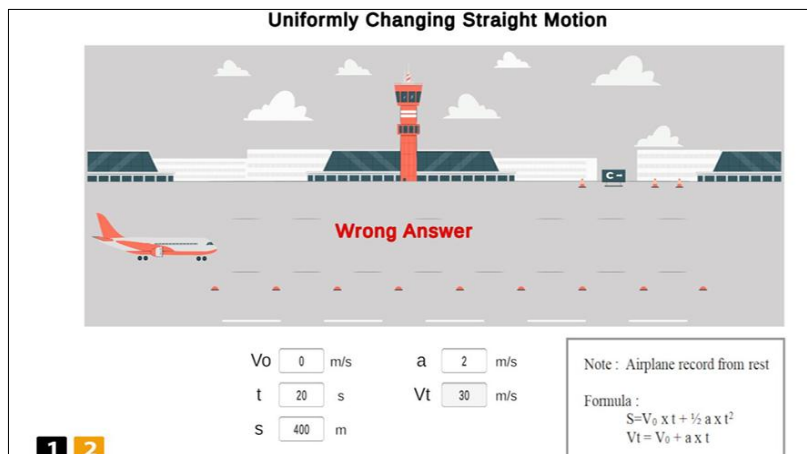 Uniformly Changing Straight Motion
C→
Wrong Answer
Vo 0 m/s a 2 m/s
t 20 s Vt 30 m/s
s 400 m
Note : Airplane record from rest
Formula :
S=V₀ x t + ½ a x t²
Vt = V₀ + a x t
1 2